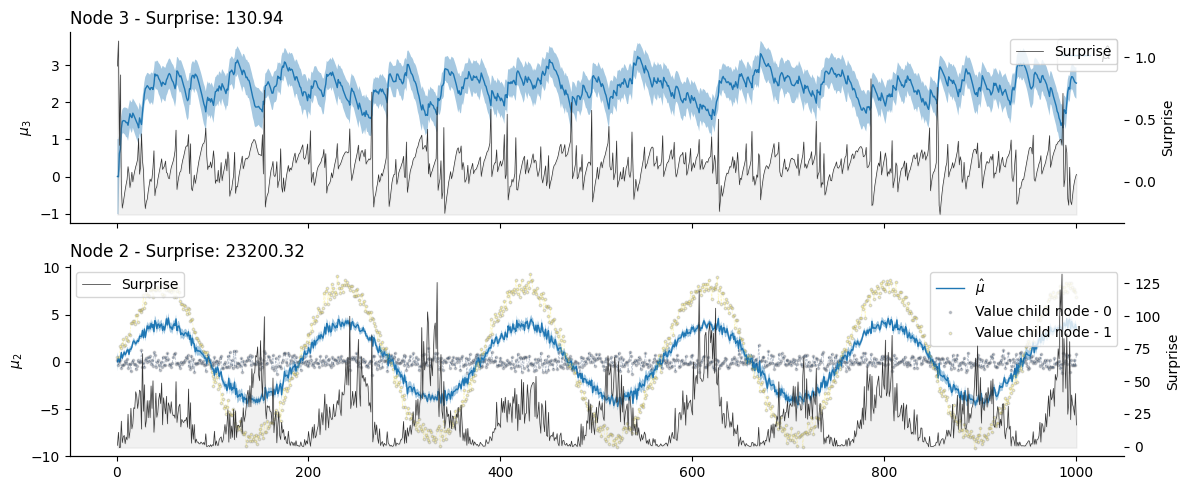 Node 3 - Surprise: 130.94
Surprise
μ̂
3
2
1
0
−1
μ₃
1.0
0.5
0.0
Surprise
Node 2 - Surprise: 23200.32
Surprise
μ̂
Value child node - 0
Value child node - 1
10
5
0
−5
−10
μ₂
125
100
75
50
25
0
Surprise
0
200
400
600
800
1000